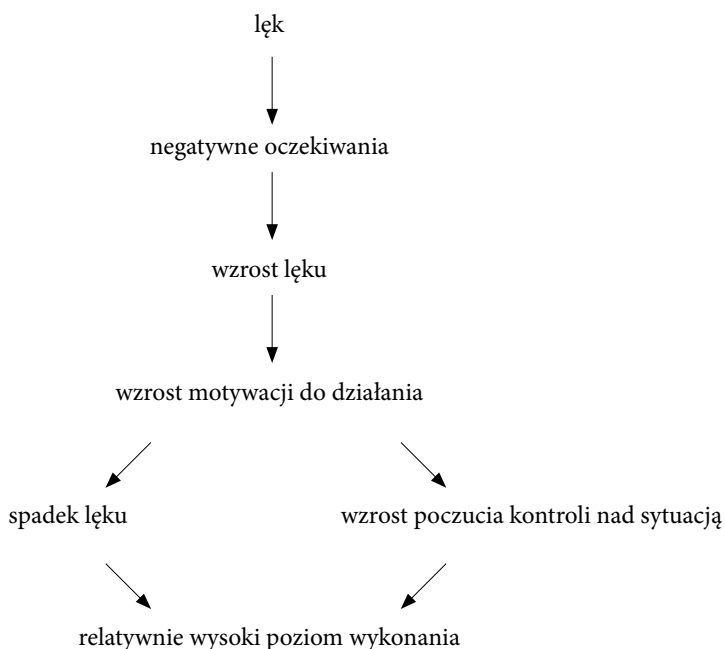 lęk
negatywne oczekiwania
wzrost lęku
wzrost motywacji do działania
spadek lęku
wzrost poczucia kontroli nad sytuacją
relatywnie wysoki poziom wykonania